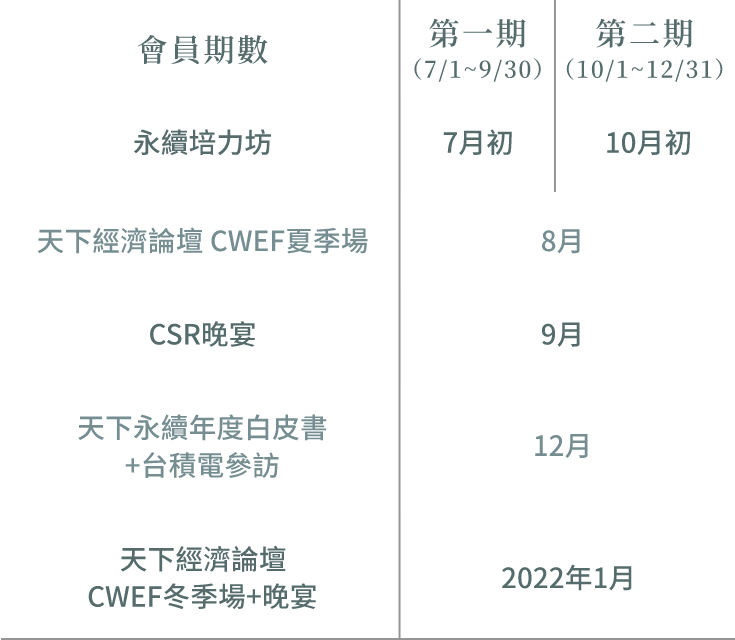 會員期數
第一期
（7/1~9/30）
第二期
（10/1~12/31）
永續培力坊
7月初
10月初
天下經濟論壇 CWEF夏季場
8月
CSR晚宴
9月
天下永續年度白皮書
+台積電參訪
12月
天下經濟論壇
CWEF冬季場+晚宴
2022年1月